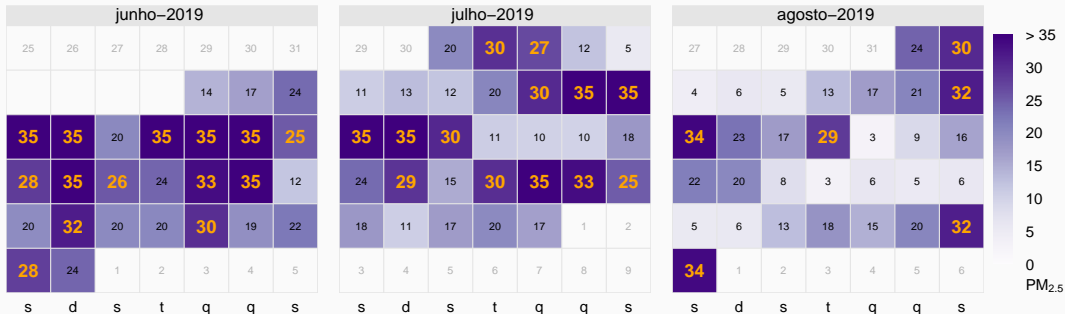 junho−2019 julho−2019 agosto−2019
25 26 27 28 29 30 31 29 30 20 30 27 12 5 27 28 29 30 31 24 30 > 35
14 17 24 11 13 12 20 30 35 35 4 6 5 13 17 21 32 30
25
35 35 20 35 35 35 25 35 35 30 11 10 10 18 34 23 17 29 3 9 16 20
28 35 26 24 33 35 12 24 29 15 30 35 33 25 22 20 8 3 6 5 6 15
10
20 32 20 20 30 19 22 18 11 17 20 17 1 2 5 6 13 18 15 20 32 5
28 24 1 2 3 4 5 3 4 5 6 7 8 9 34 1 2 3 4 5 6 0
PM2.5
s d s t q q s s d s t q q s s d s t q q s